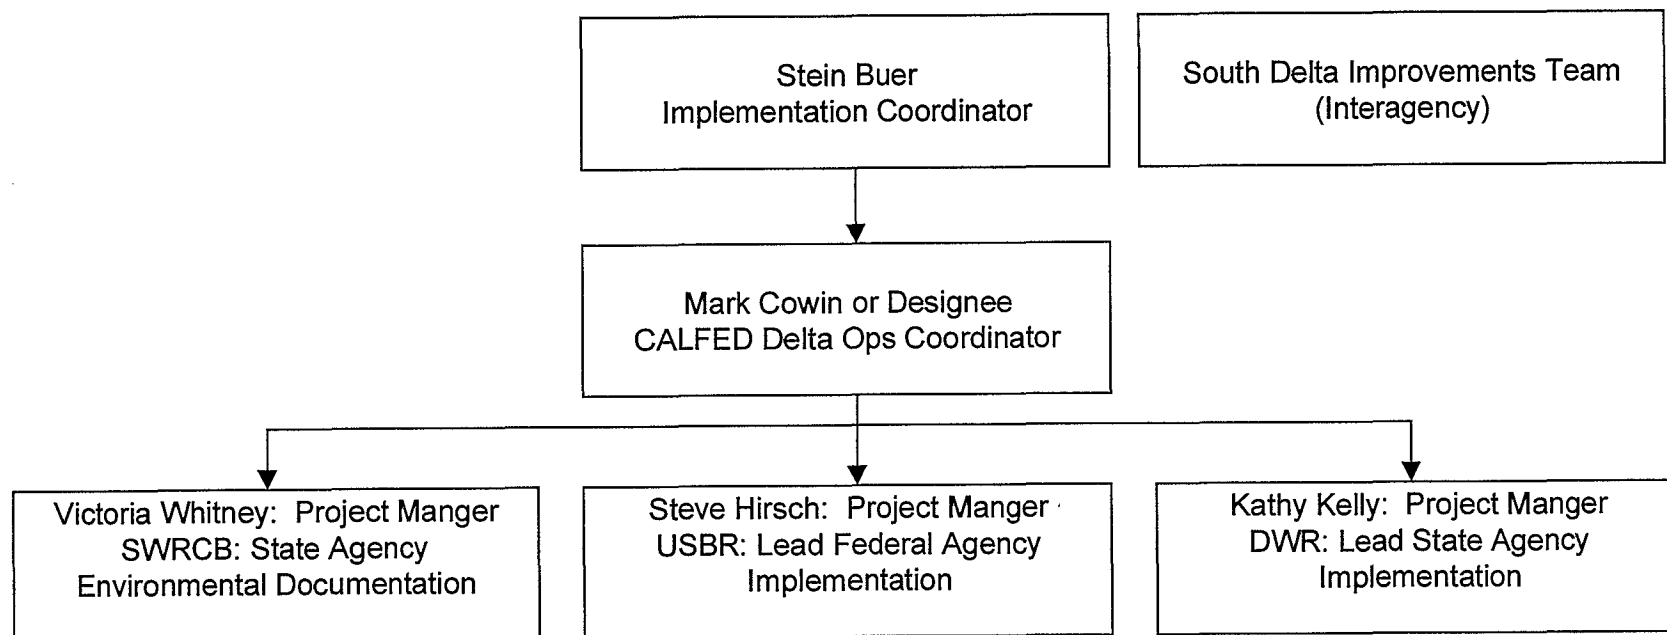 Stein Buer
Implementation Coordinator
South Delta Improvements Team
(Interagency)
Mark Cowin or Designee
CALFED Delta Ops Coordinator
Victoria Whitney: Project Manger
SWRCB: State Agency
Environmental Documentation
Steve Hirsch: Project Manger
USBR: Lead Federal Agency
Implementation
Kathy Kelly: Project Manger
DWR: Lead State Agency
Implementation